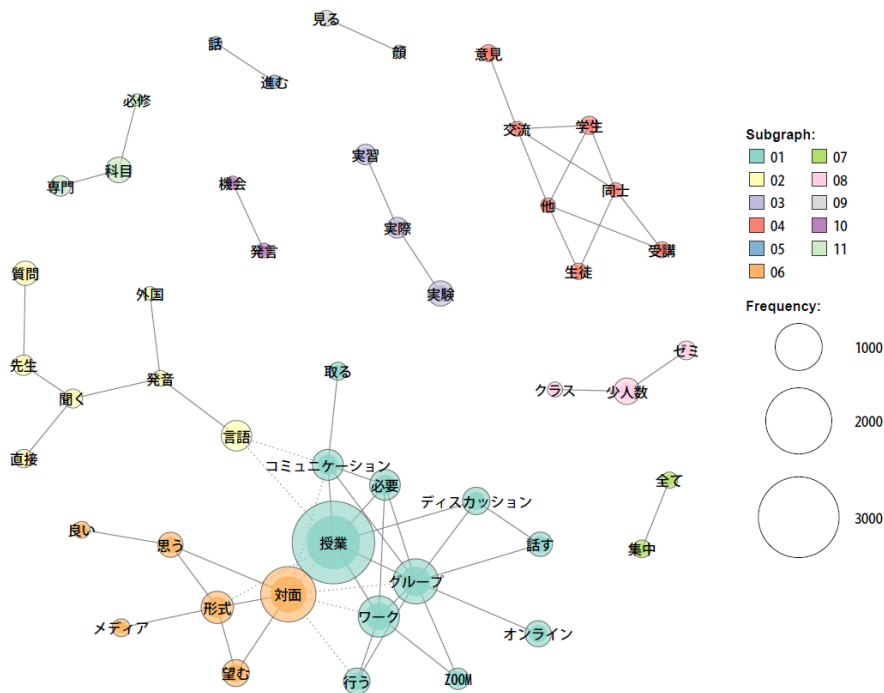 見る
話
顔
進む
意見
必修
交流
学生
実習
専門
科目
機会
同士
他
実際
発言
受講
生徒
質問
外国
実験
先生
発音
取る
ゼミ
聞く
クラス
少人数
言語
直接
コミュニケーション
必要
全て
ディスカッション
良い
思う
授業
話す
集中
対面
グループ
メディア
形式
ワーク
オンライン
望む
行う
ZOOM
Subgraph:
01
02
03
04
05
06
07
08
09
10
11
Frequency:
1000
2000
3000